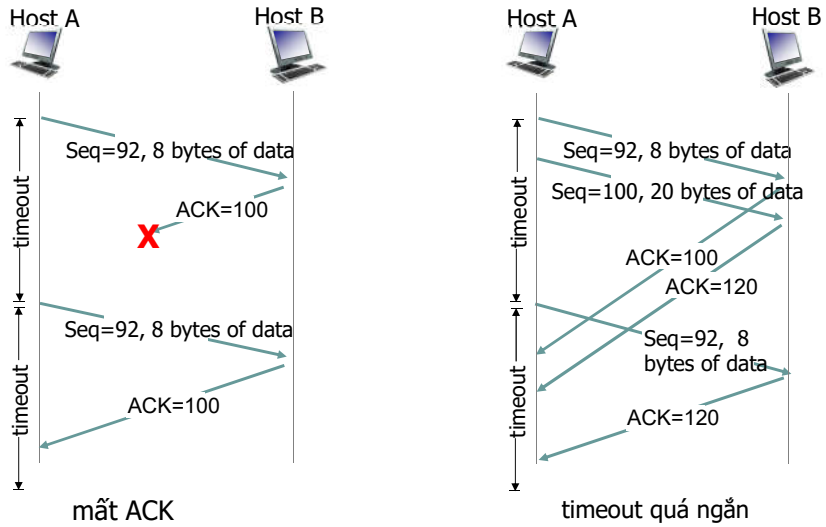 Host A
Host B
Seq=92, 8 bytes of data
ACK=100
X
timeout
Seq=92, 8 bytes of data
ACK=100
timeout
mất ACK
Host A
Host B
Seq=92, 8 bytes of data
Seq=100, 20 bytes of data
timeout
ACK=100
ACK=120
Seq=92, 8
bytes of data
timeout
ACK=120
timeout quá ngắn